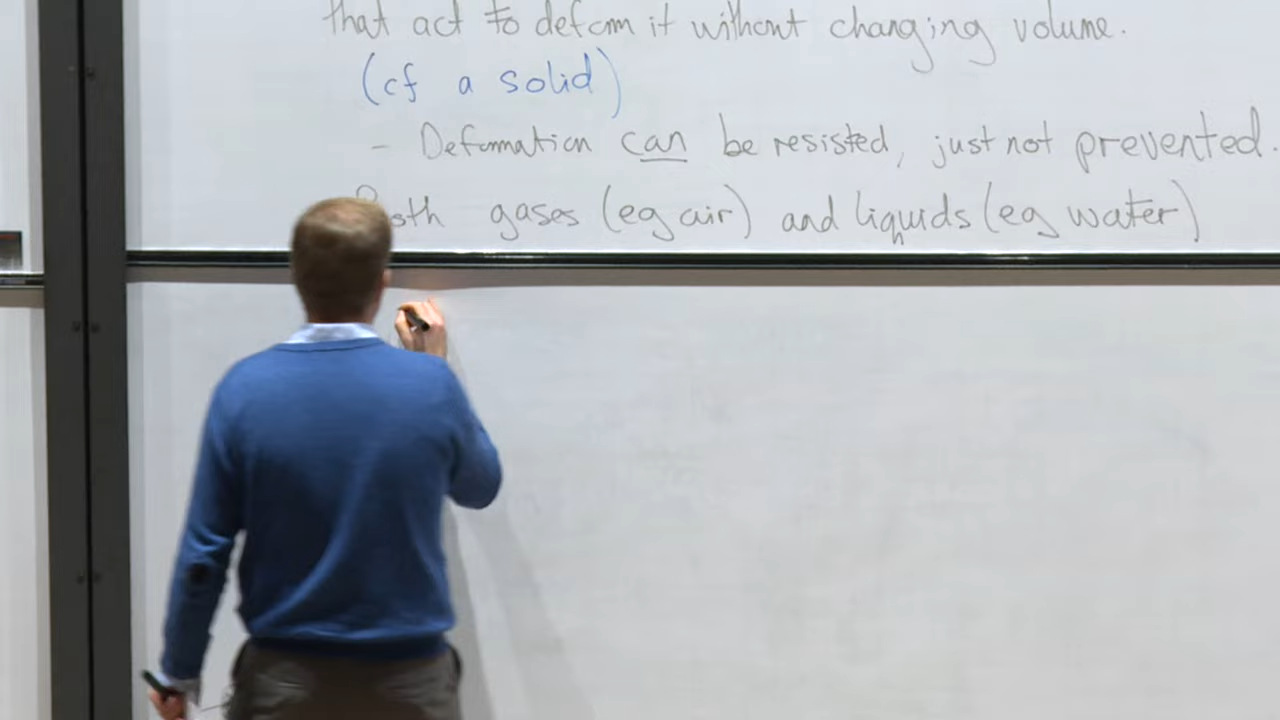 that act to deform it without changing volume.
(cf a solid)
- Deformation can be resisted, just not prevented.
Both gases (eg air) and liquids (eg water)